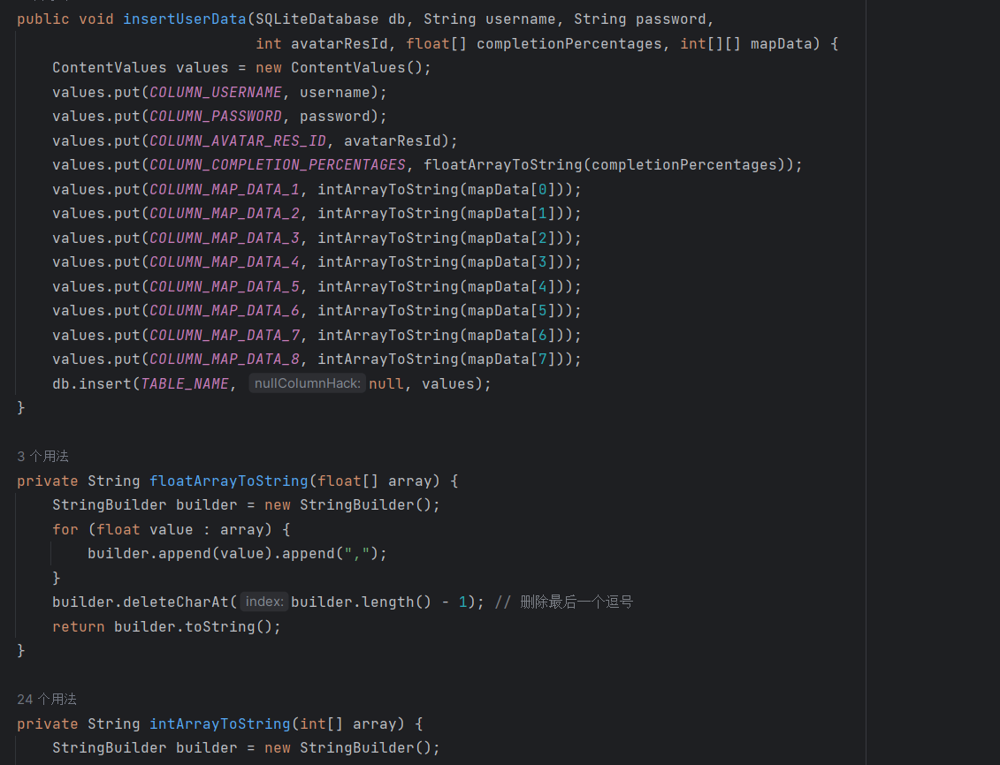 public void insertUserData(SQLiteDatabase db, String username, String password,
int avatarResId, float[] completionPercentages, int[][] mapData) {
ContentValues values = new ContentValues();
values.put(COLUMN_USERNAME, username);
values.put(COLUMN_PASSWORD, password);
values.put(COLUMN_AVATAR_RES_ID, avatarResId);
values.put(COLUMN_COMPLETION_PERCENTAGES, floatArrayToString(completionPercentages));
values.put(COLUMN_MAP_DATA_1, intArrayToString(mapData[0]));
values.put(COLUMN_MAP_DATA_2, intArrayToString(mapData[1]));
values.put(COLUMN_MAP_DATA_3, intArrayToString(mapData[2]));
values.put(COLUMN_MAP_DATA_4, intArrayToString(mapData[3]));
values.put(COLUMN_MAP_DATA_5, intArrayToString(mapData[4]));
values.put(COLUMN_MAP_DATA_6, intArrayToString(mapData[5]));
values.put(COLUMN_MAP_DATA_7, intArrayToString(mapData[6]));
values.put(COLUMN_MAP_DATA_8, intArrayToString(mapData[7]));
db.insert(TABLE_NAME, nullColumnHack: null, values);
}
3 个用法
private String floatArrayToString(float[] array) {
StringBuilder builder = new StringBuilder();
for (float value : array) {
builder.append(value).append(",");
}
builder.deleteCharAt( index: builder.length() - 1); // 删除最后一个逗号
return builder.toString();
}
24 个用法
private String intArrayToString(int[] array) {
StringBuilder builder = new StringBuilder();